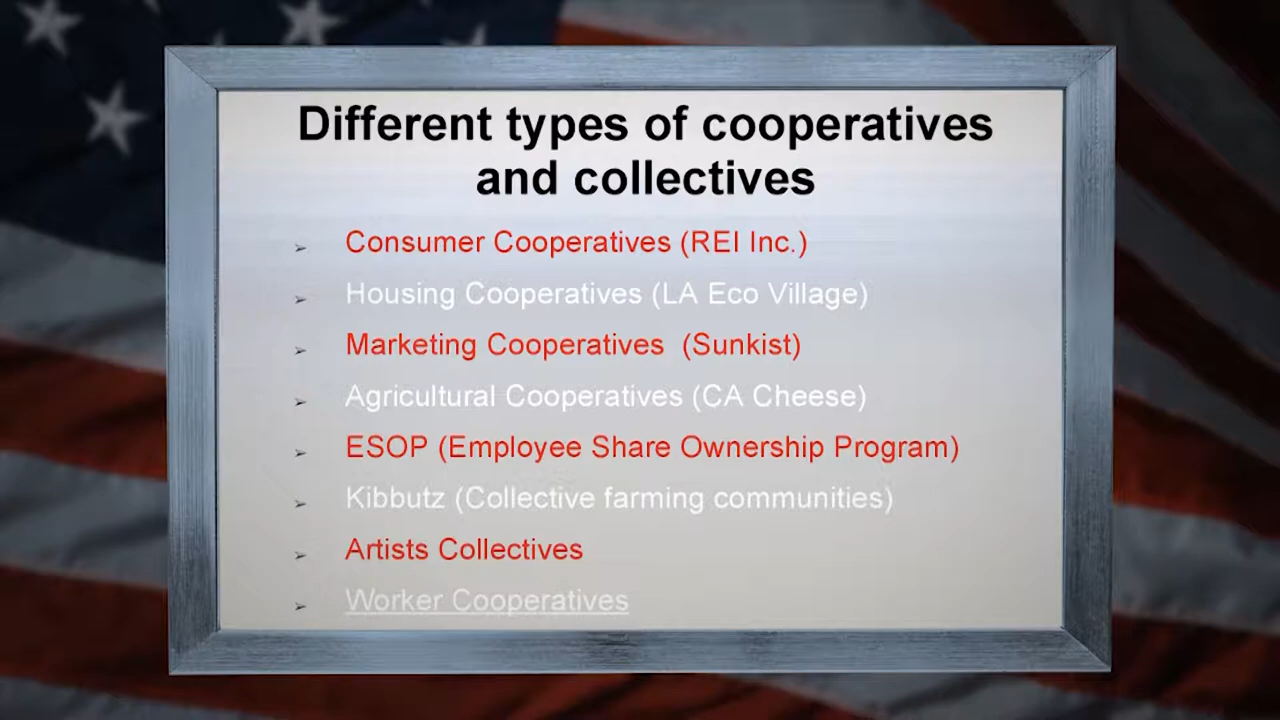 Different types of cooperatives
and collectives
➢ Consumer Cooperatives (REI Inc.)
➢ Housing Cooperatives (LA Eco Village)
➢ Marketing Cooperatives (Sunkist)
➢ Agricultural Cooperatives (CA Cheese)
➢ ESOP (Employee Share Ownership Program)
➢ Kibbutz (Collective farming communities)
➢ Artists Collectives
➢ Worker Cooperatives